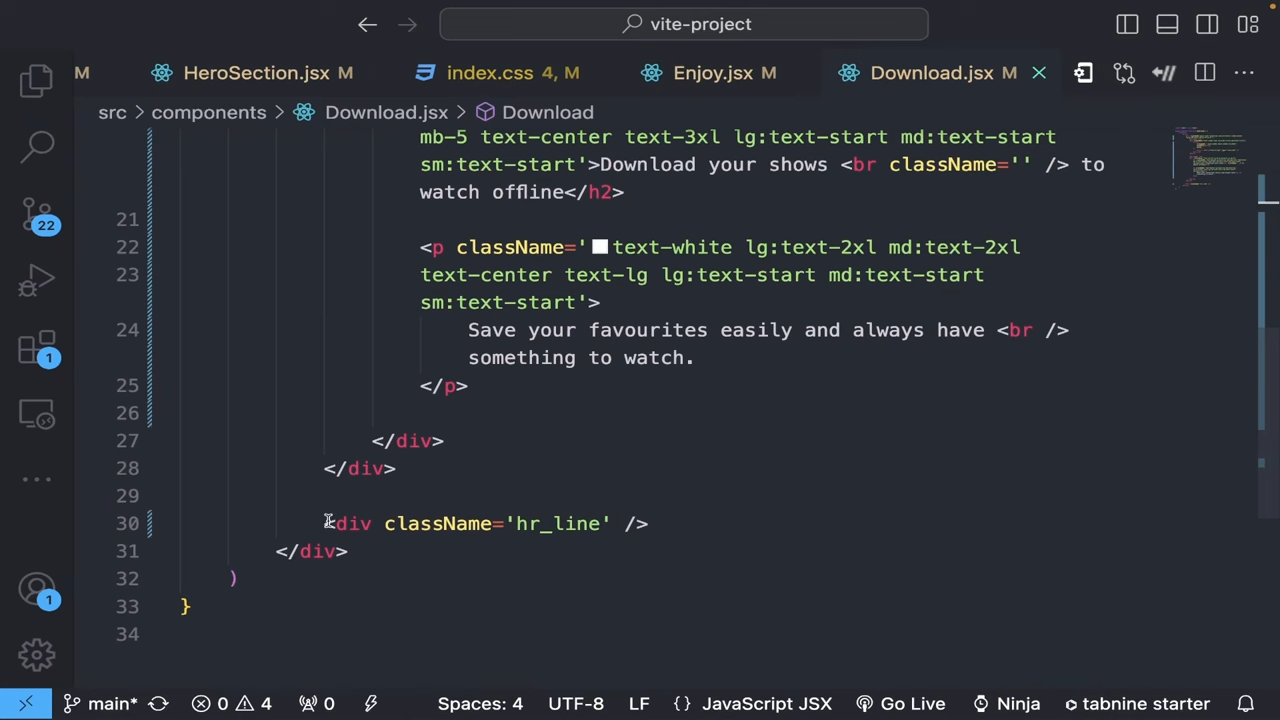 vite-project
M HeroSection.jsx M index.css 4, M Enjoy.jsx M Download.jsx M
src > components > Download.jsx > Download
mb-5 text-center text-3xl lg:text-start md:text-start
sm:text-start'>Download your shows <br className='' /> to
watch offline</h2>
21
22 <p className='text-white lg:text-2xl md:text-2xl
23 text-center text-lg lg:text-start md:text-start
sm:text-start'>
24 Save your favourites easily and always have <br />
something to watch.
25 </p>
26
27 </div>
28 </div>
29
30 <div className='hr_line' />
31 </div>
32 )
33 }
34
22
1
1
main* 0 4 0 Spaces: 4 UTF-8 LF {} JavaScript JSX Go Live Ninja tabnine starter